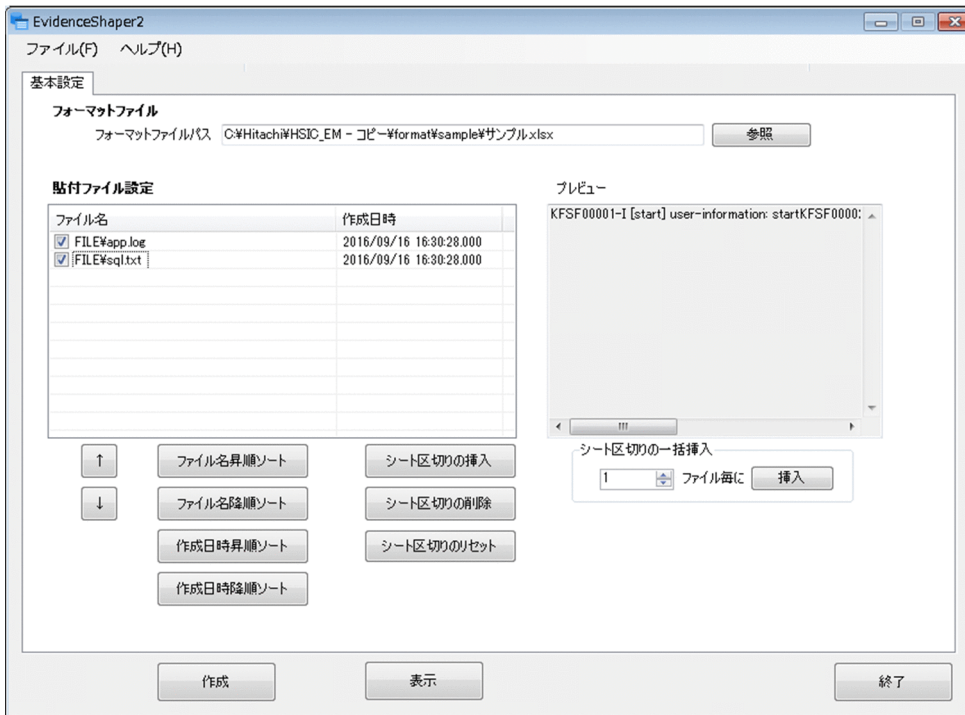 EvidenceShaper2
ファイル(F) ヘルプ(H)
基本設定
フォーマットファイル
フォーマットファイルパス C:¥Hitachi¥HSIC_EM - コピー¥format¥sample¥サンプル.xlsx 参照
貼付ファイル設定 プレビュー
ファイル名 作成日時
FILE¥app.log 2016/09/16 16:30:28.000
FILE¥sql.txt 2016/09/16 16:30:28.000
KFSF00001-I [start] user-information: startKFSF0000
↑ ファイル名昇順ソート シート区切りの挿入
↓ ファイル名降順ソート シート区切りの削除
作成日時昇順ソート シート区切りのリセット
作成日時降順ソート
シート区切りの一括挿入
1 ファイル毎に 挿入
作成 表示 終了